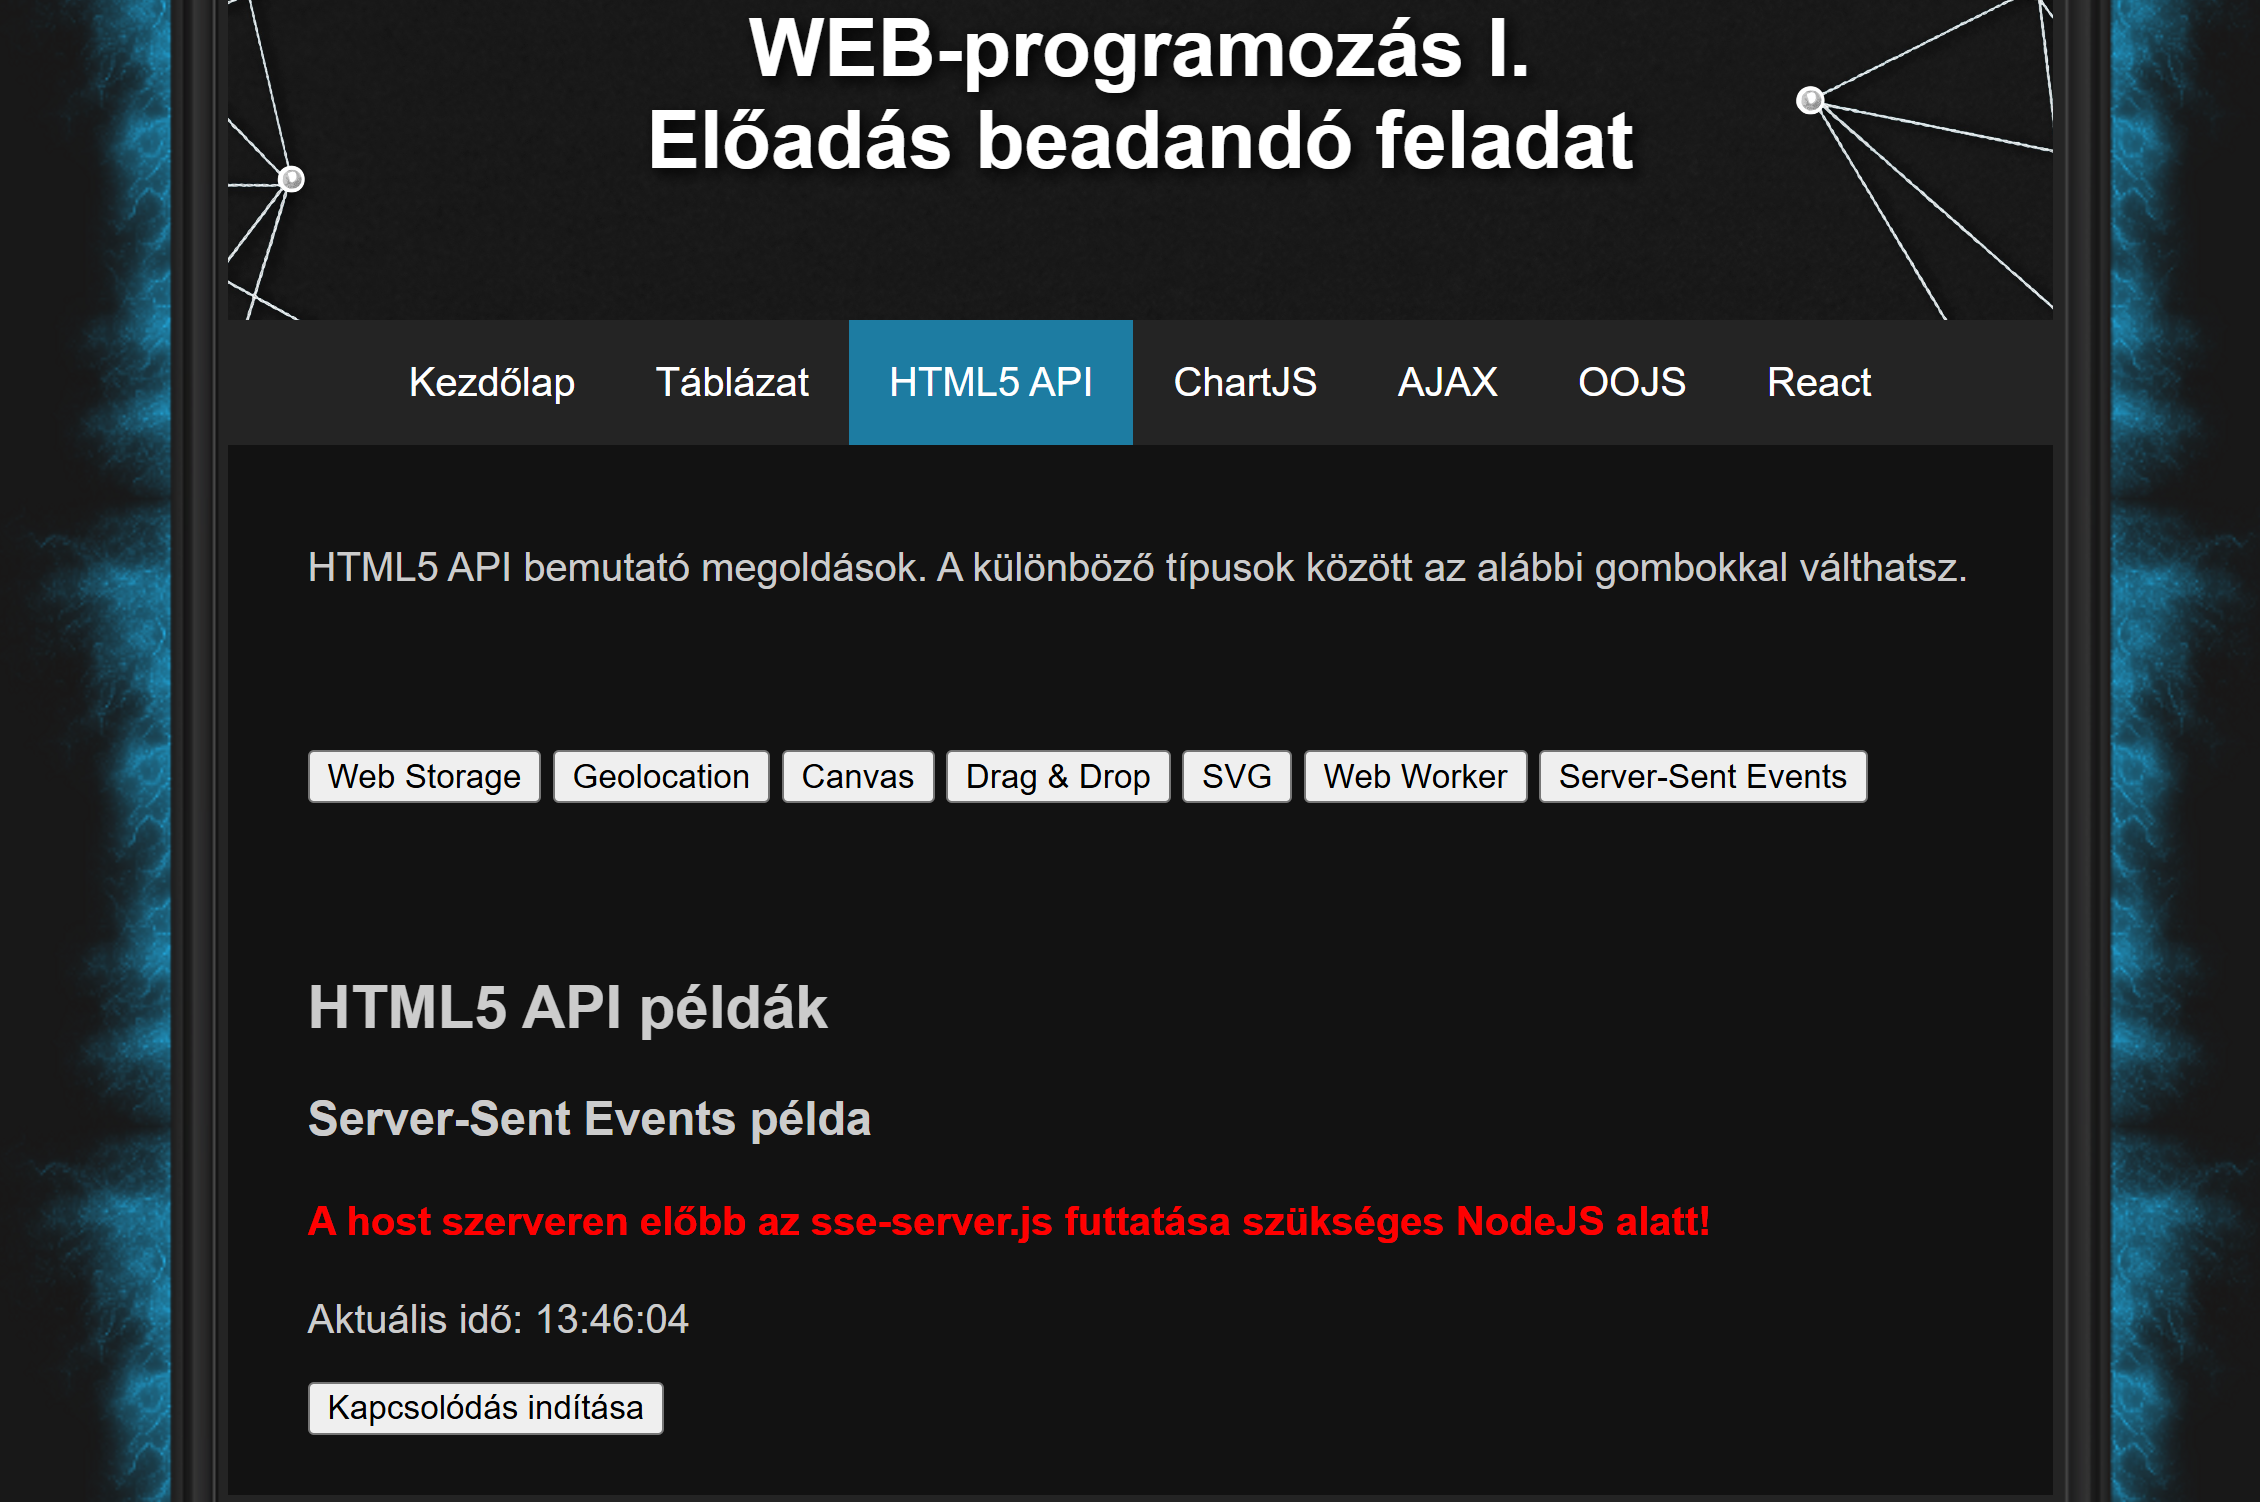 WEB-programozás I.
Előadás beadandó feladat
Kezdőlap Táblázat HTML5 API ChartJS AJAX OOJS React
HTML5 API bemutató megoldások. A különböző típusok között az alábbi gombokkal válthatsz.
Web Storage Geolocation Canvas Drag & Drop SVG Web Worker Server-Sent Events
HTML5 API példák
Server-Sent Events példa
A host szerveren előbb az sse-server.js futtatása szükséges NodeJS alatt!
Aktuális idő: 13:46:04
Kapcsolódás indítása